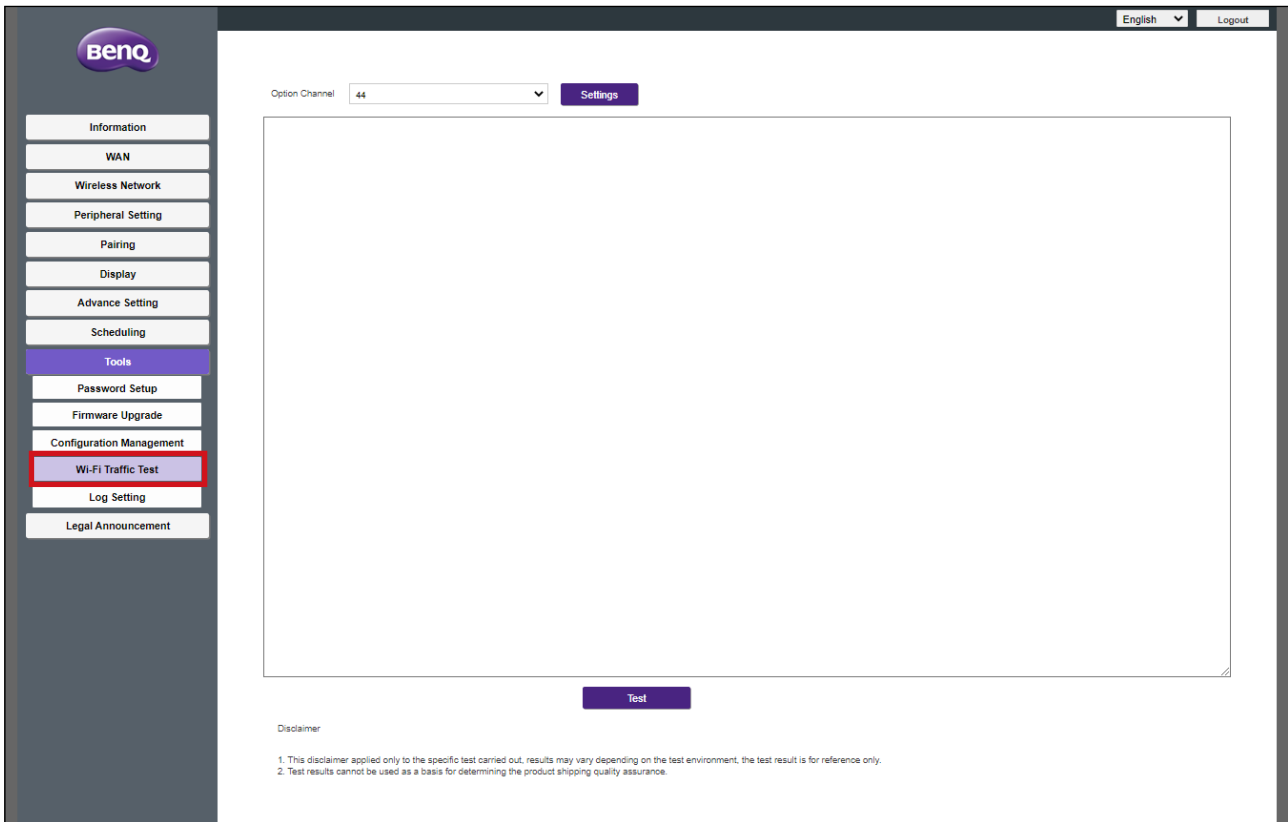 English
Logout
BenQ
Option Channel
44
Settings
Information
WAN
Wireless Network
Peripheral Setting
Pairing
Display
Advance Setting
Scheduling
Tools
Password Setup
Firmware Upgrade
Configuration Management
Wi-Fi Traffic Test
Log Setting
Legal Announcement
Test
Disclaimer
1. This disclaimer applied only to the specific test carried out, results may vary depending on the test environment, the test result is for reference only.
2. Test results cannot be used as a basis for determining the product shipping quality assurance.